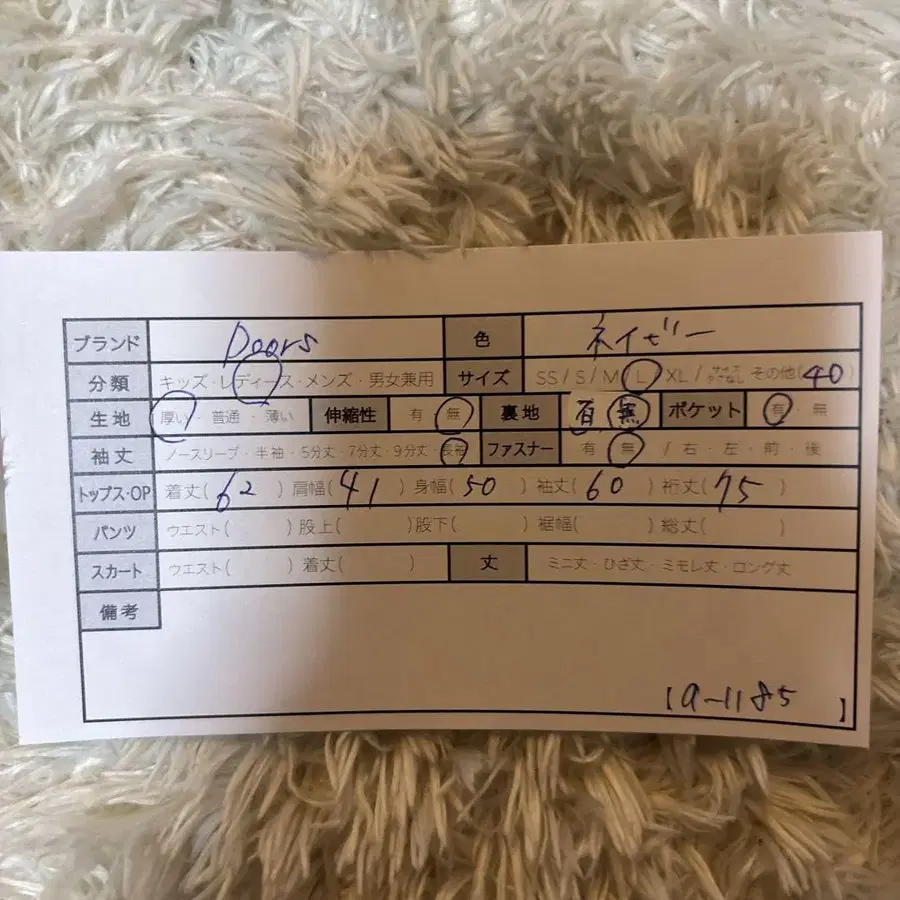 ブランド Doors 色 ネイビー
分類 キッズ・レディース・メンズ・男女兼用 サイズ SS / S / M / L / XL / サイズ表記なし その他(40)
生地 厚い・普通・薄い 伸縮性 有・無 裏地 有・無 ポケット 有・無
袖丈 ノースリーブ・半袖・5分丈・7分丈・9分丈・長袖 ファスナー 有・無 / 右・左・前・後
トップス・OP 着丈(62) 肩幅(41) 身幅(50) 袖丈(60) 裄丈(75)
パンツ ウエスト( ) 股上( ) 股下( ) 裾幅( ) 総丈( )
スカート ウエスト( ) 着丈( ) 丈 ミニ丈・ひざ丈・ミモレ丈・ロング丈
備考
【a-1185 】